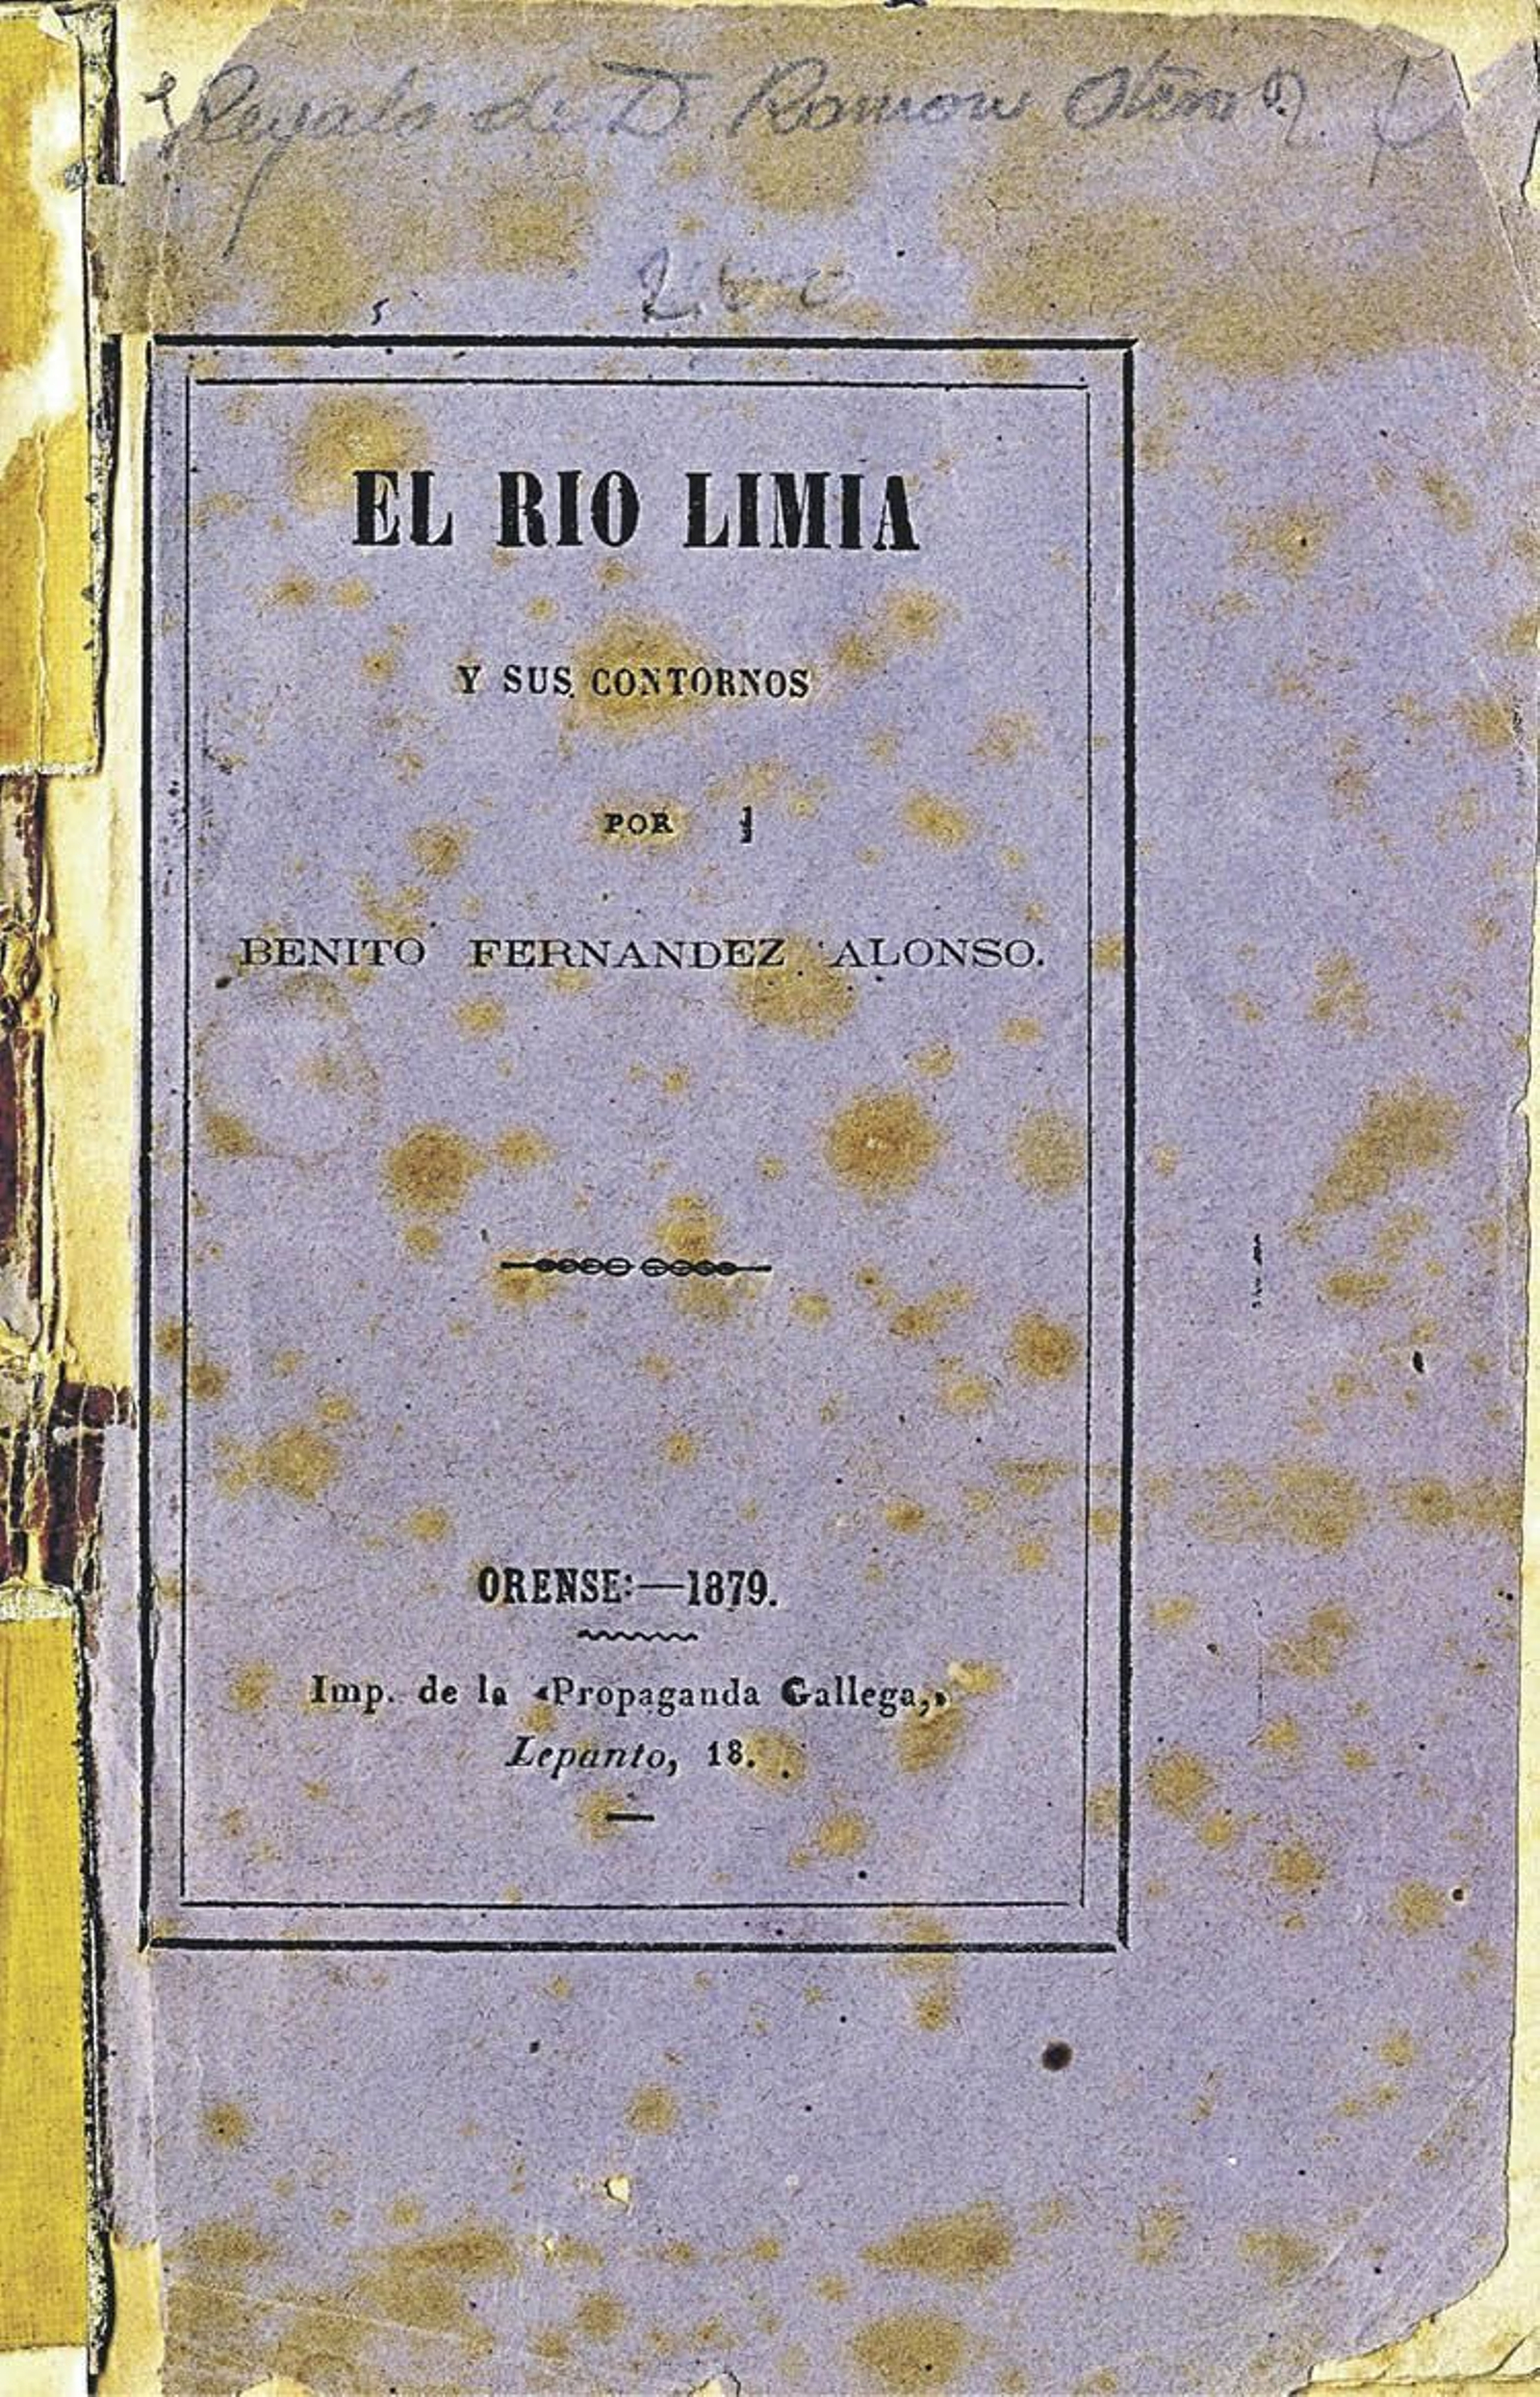 Regalo de D. Ramon Otero
EL RIO LIMIA
Y SUS CONTORNOS
POR
BENITO FERNANDEZ ALONSO.
ORENSE:—1879.
Imp. de la «Propaganda Gallega,»
Lepanto, 18.